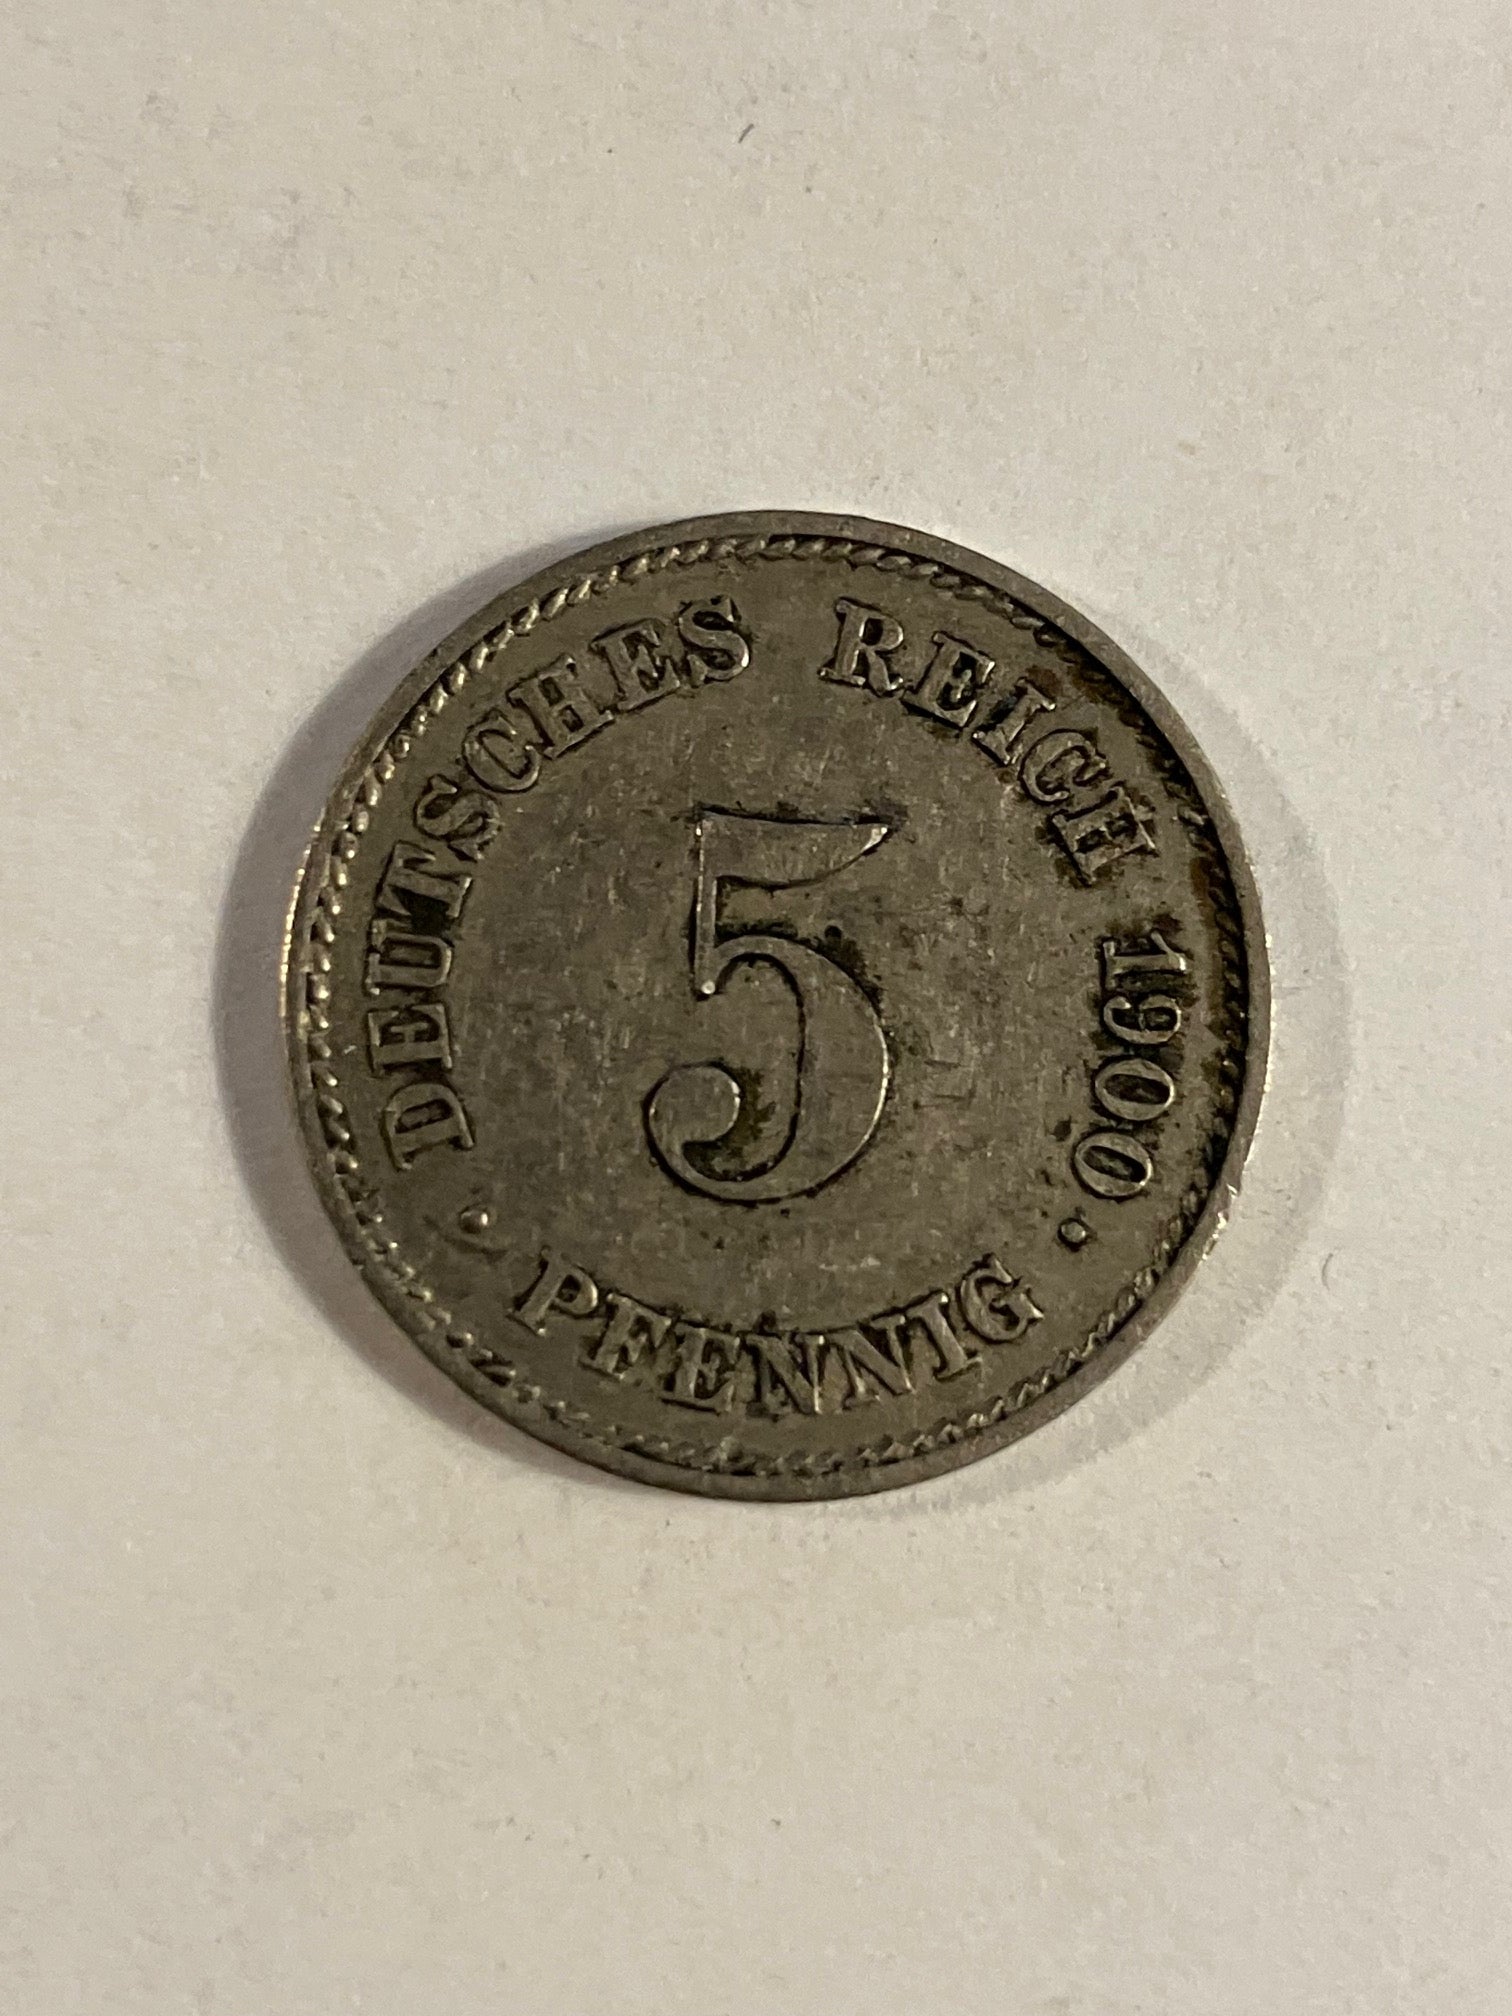 DEUTSCHES REICH 1900
5
· PFENNIG ·